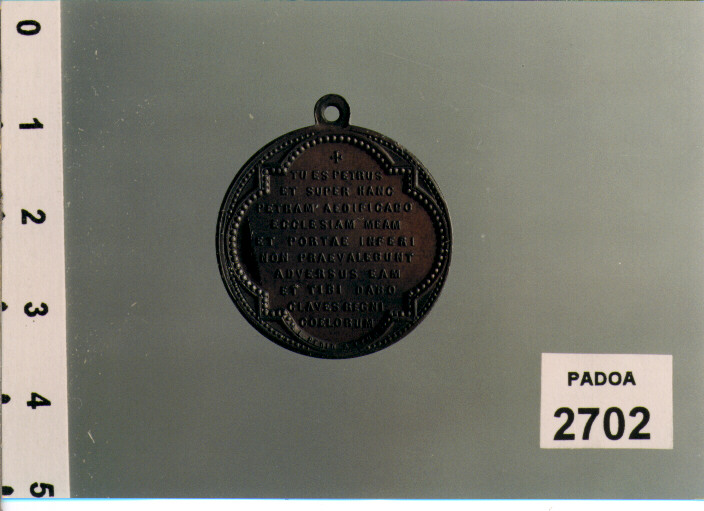 0
1
2
3
4
5
TU ES PETRUS
ET SUPER HANC
PETRAM AEDIFICABO
ECCLESIAM MEAM
ET PORTAE INFERI
NON PRAEVALEBUNT
ADVERSUS EAM
ET TIBI DABO
CLAVES REGNI
COELORUM
PADOA
2702